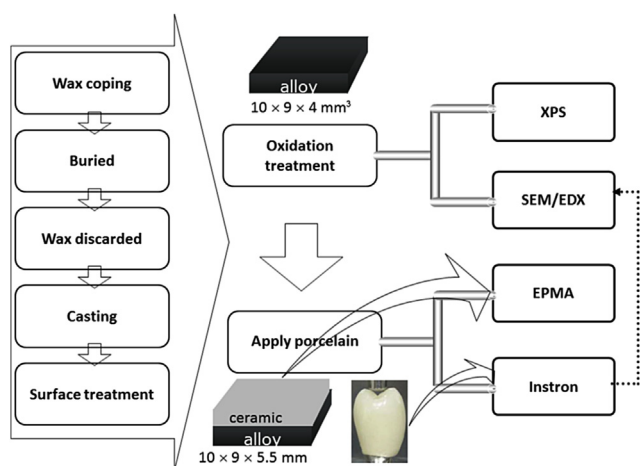 Wax coping
Buried
Wax discarded
Casting
Surface treatment
alloy
10 × 9 × 4 mm³
Oxidation
treatment
XPS
SEM/EDX
Apply porcelain
EPMA
Instron
ceramic
alloy
10 × 9 × 5.5 mm